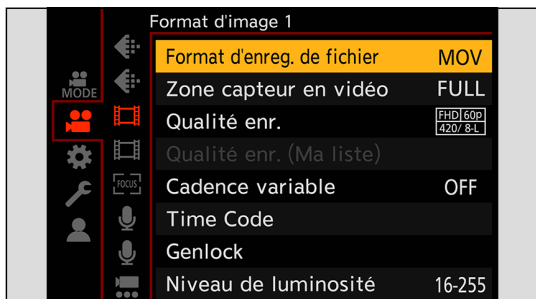 Format d'image 1
MODE
FOCUS
Format d'enreg. de fichier MOV
Zone capteur en vidéo FULL
Qualité enr. FHD 60p 420/8-L
Qualité enr. (Ma liste)
Cadence variable OFF
Time Code
Genlock
Niveau de luminosité 16-255